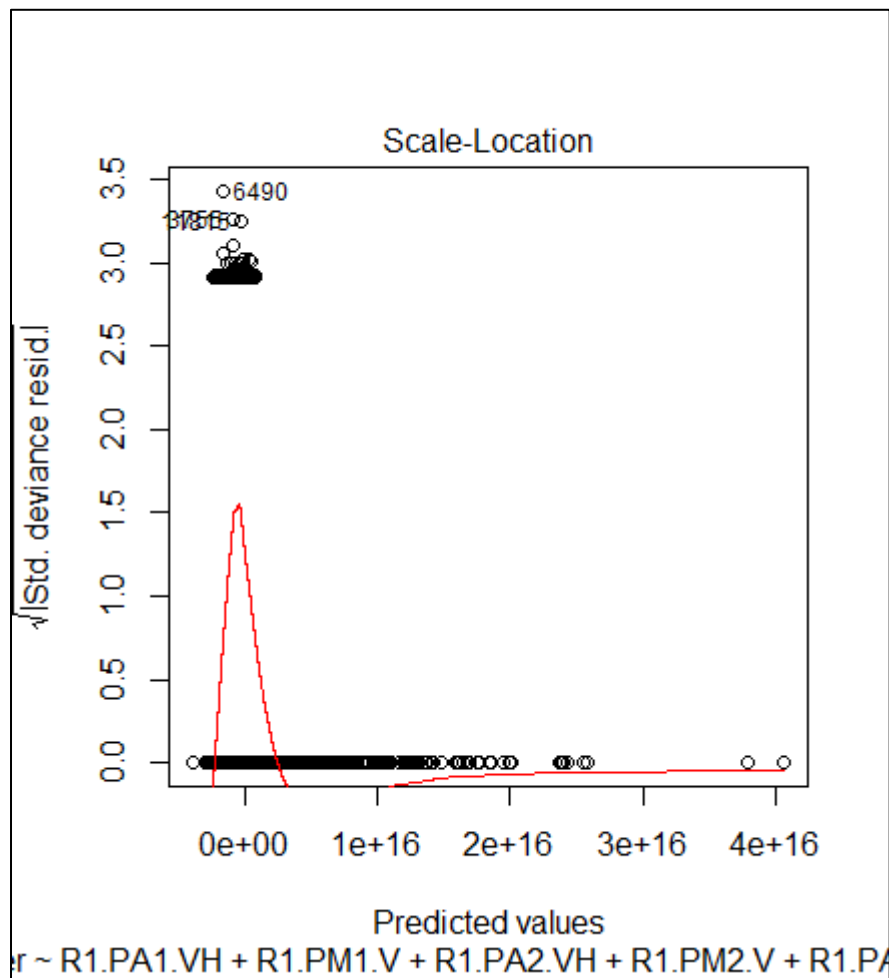 Scale-Location
3.5
3.0
2.5
2.0
1.5
1.0
0.5
0.0
6490
√|Std. deviance resid.|
0e+00 1e+16 2e+16 3e+16 4e+16
Predicted values
er ~ R1.PA1.VH + R1.PM1.V + R1.PA2.VH + R1.PM2.V + R1.PA